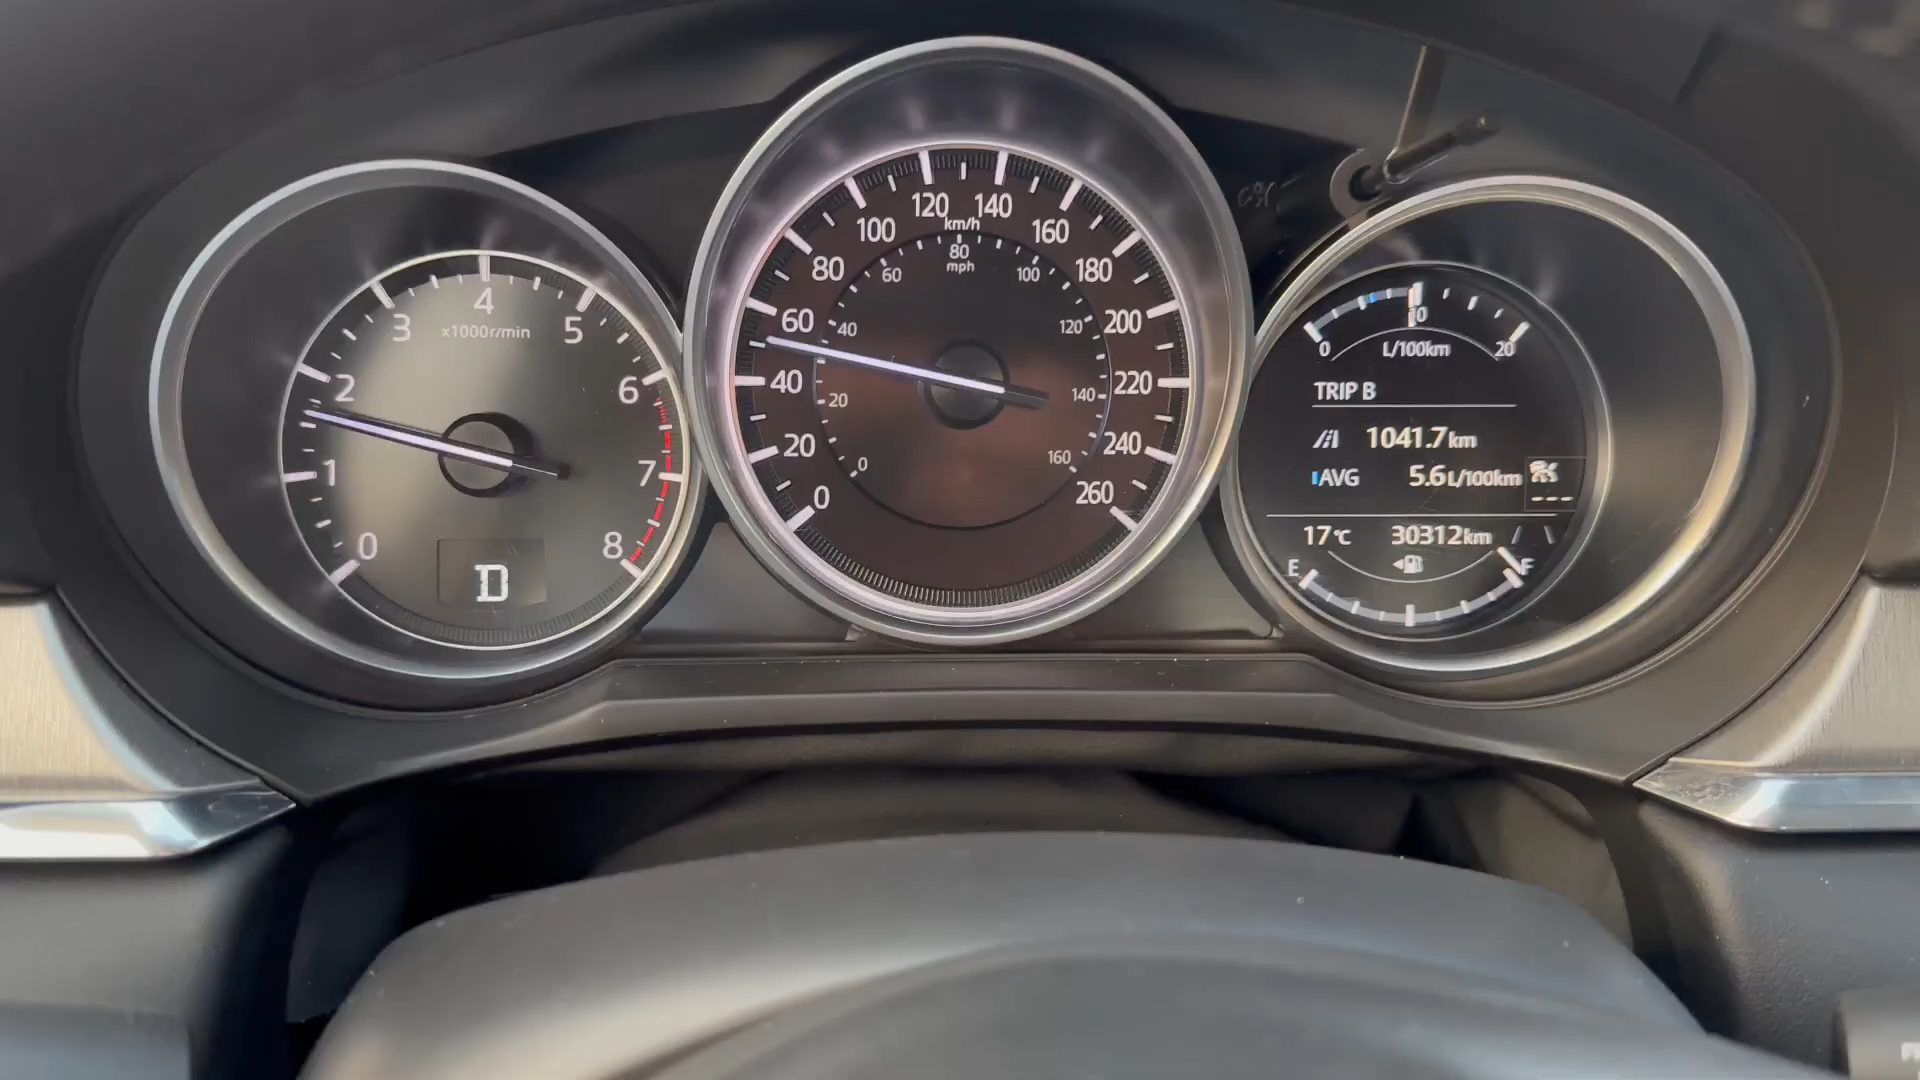 0 1 2 3 4 5 6 7 8
x1000r/min
D
0 20 40 60 80 100 120 140 160 180 200 220 240 260
km/h
0 20 40 60 80 100 120 140 160
mph
0 10 20
L/100km
TRIP B
1041.7km
AVG 5.6L/100km
---
17°C 30312km
E F